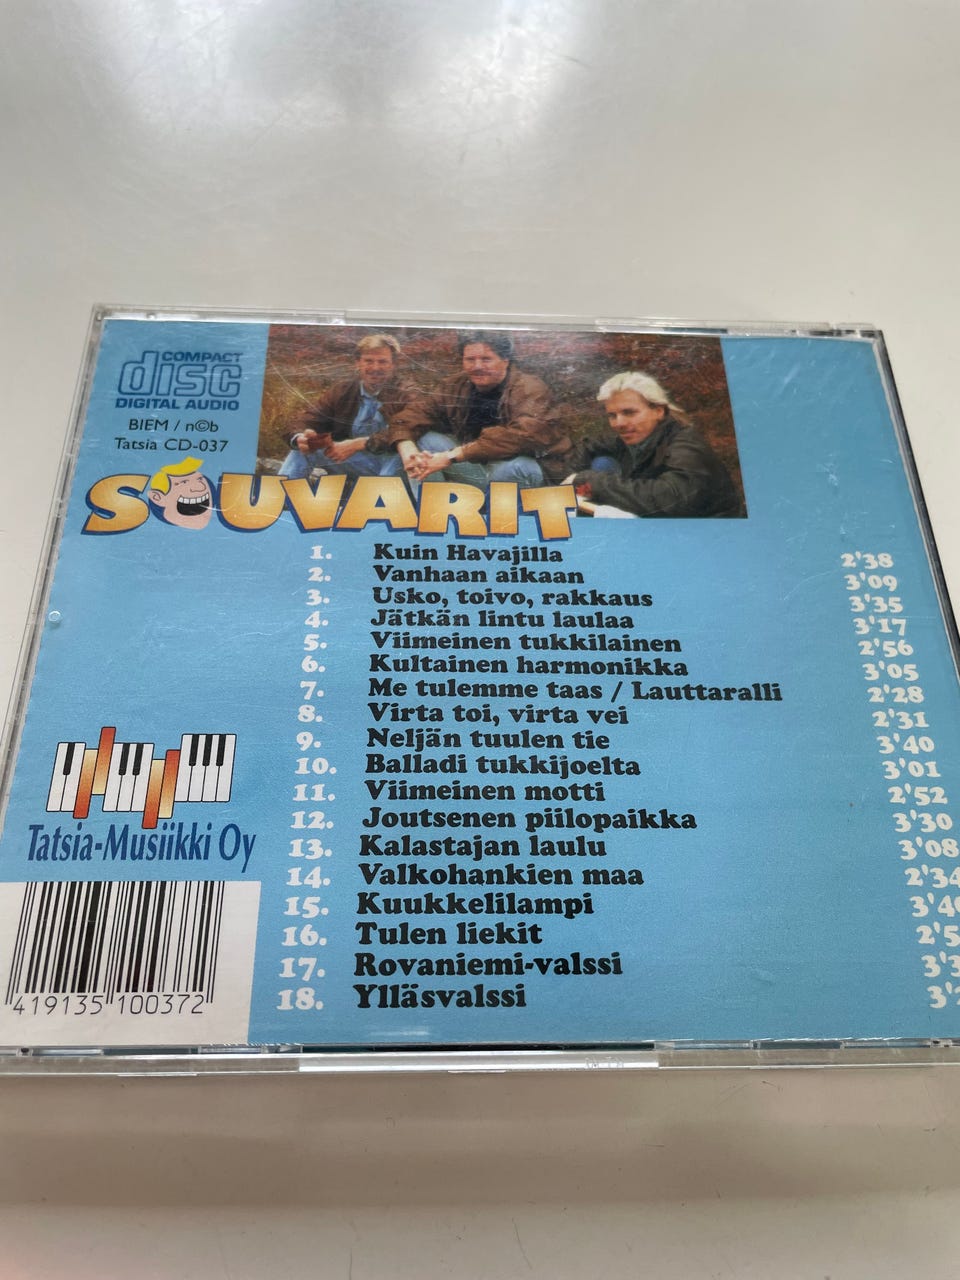 COMPACT
disc
DIGITAL AUDIO
BIEM / n©b
Tatsia CD-037
SOUVARIT
1. Kuin Havajilla 2'38
2. Vanhaan aikaan 3'09
3. Usko, toivo, rakkaus 3'35
4. Jätkän lintu laulaa 3'17
5. Viimeinen tukkilainen 2'56
6. Kultainen harmonikka 3'05
7. Me tulemme taas / Lauttaralli 2'28
8. Virta toi, virta vei 2'31
9. Neljän tuulen tie 3'40
10. Balladi tukkijoelta 3'01
11. Viimeinen motti 2'52
12. Joutsenen piilopaikka 3'30
13. Kalastajan laulu 3'08
14. Valkohankien maa 2'34
15. Kuukkelilampi
16. Tulen liekit
17. Rovaniemi-valssi
18. Ylläsvalssi
Tatsia-Musiikki Oy
419135 100372